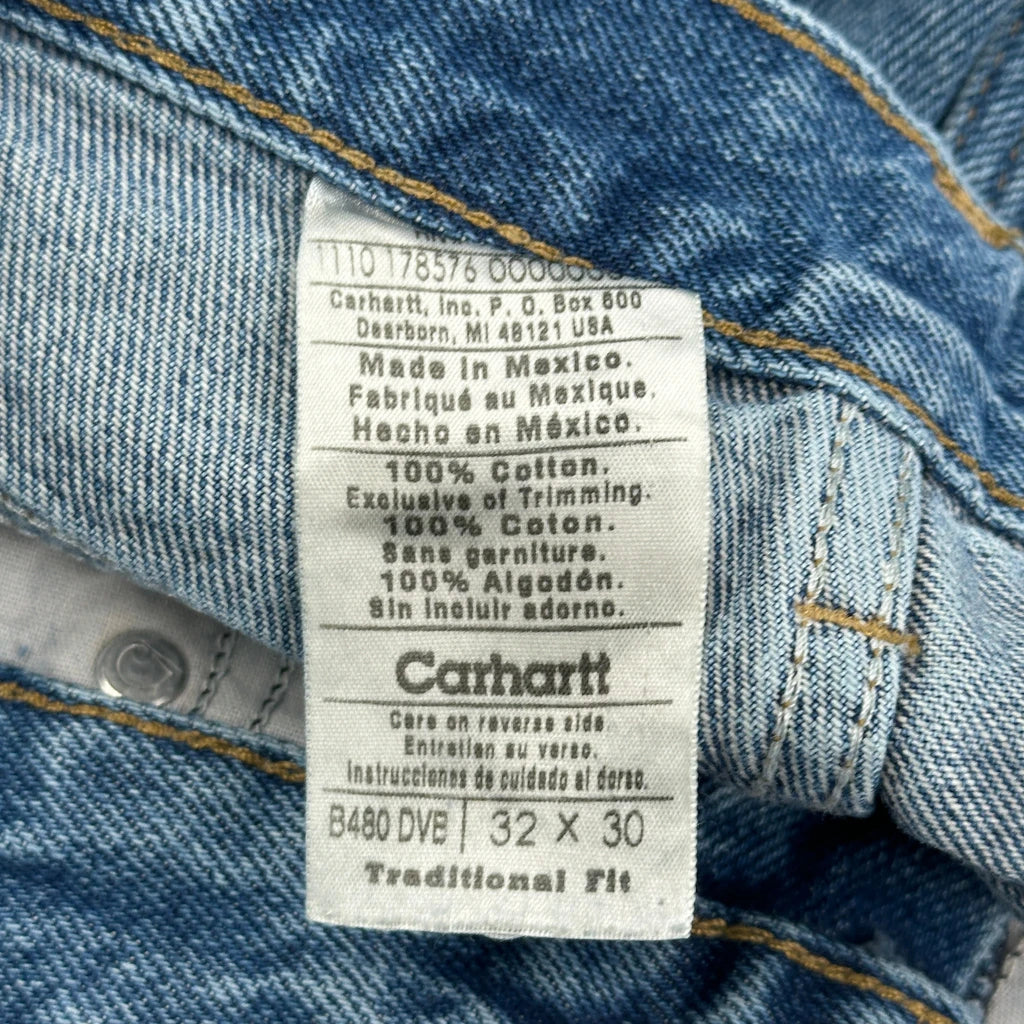 1110 178576
Carhartt, Inc. P. O. Box 600
Dearborn, MI 48121 USA
Made in Mexico.
Fabriqué au Mexique.
Hecho en México.
100% Cotton.
Exclusive of Trimming.
100% Coton.
Sans garniture.
100% Algodón.
Sin incluir adorno.
Carhartt
Care on reverse side.
Entretien au verso.
Instrucciones de cuidado al dorso.
B480 DVB | 32 X 30
Traditional Fit